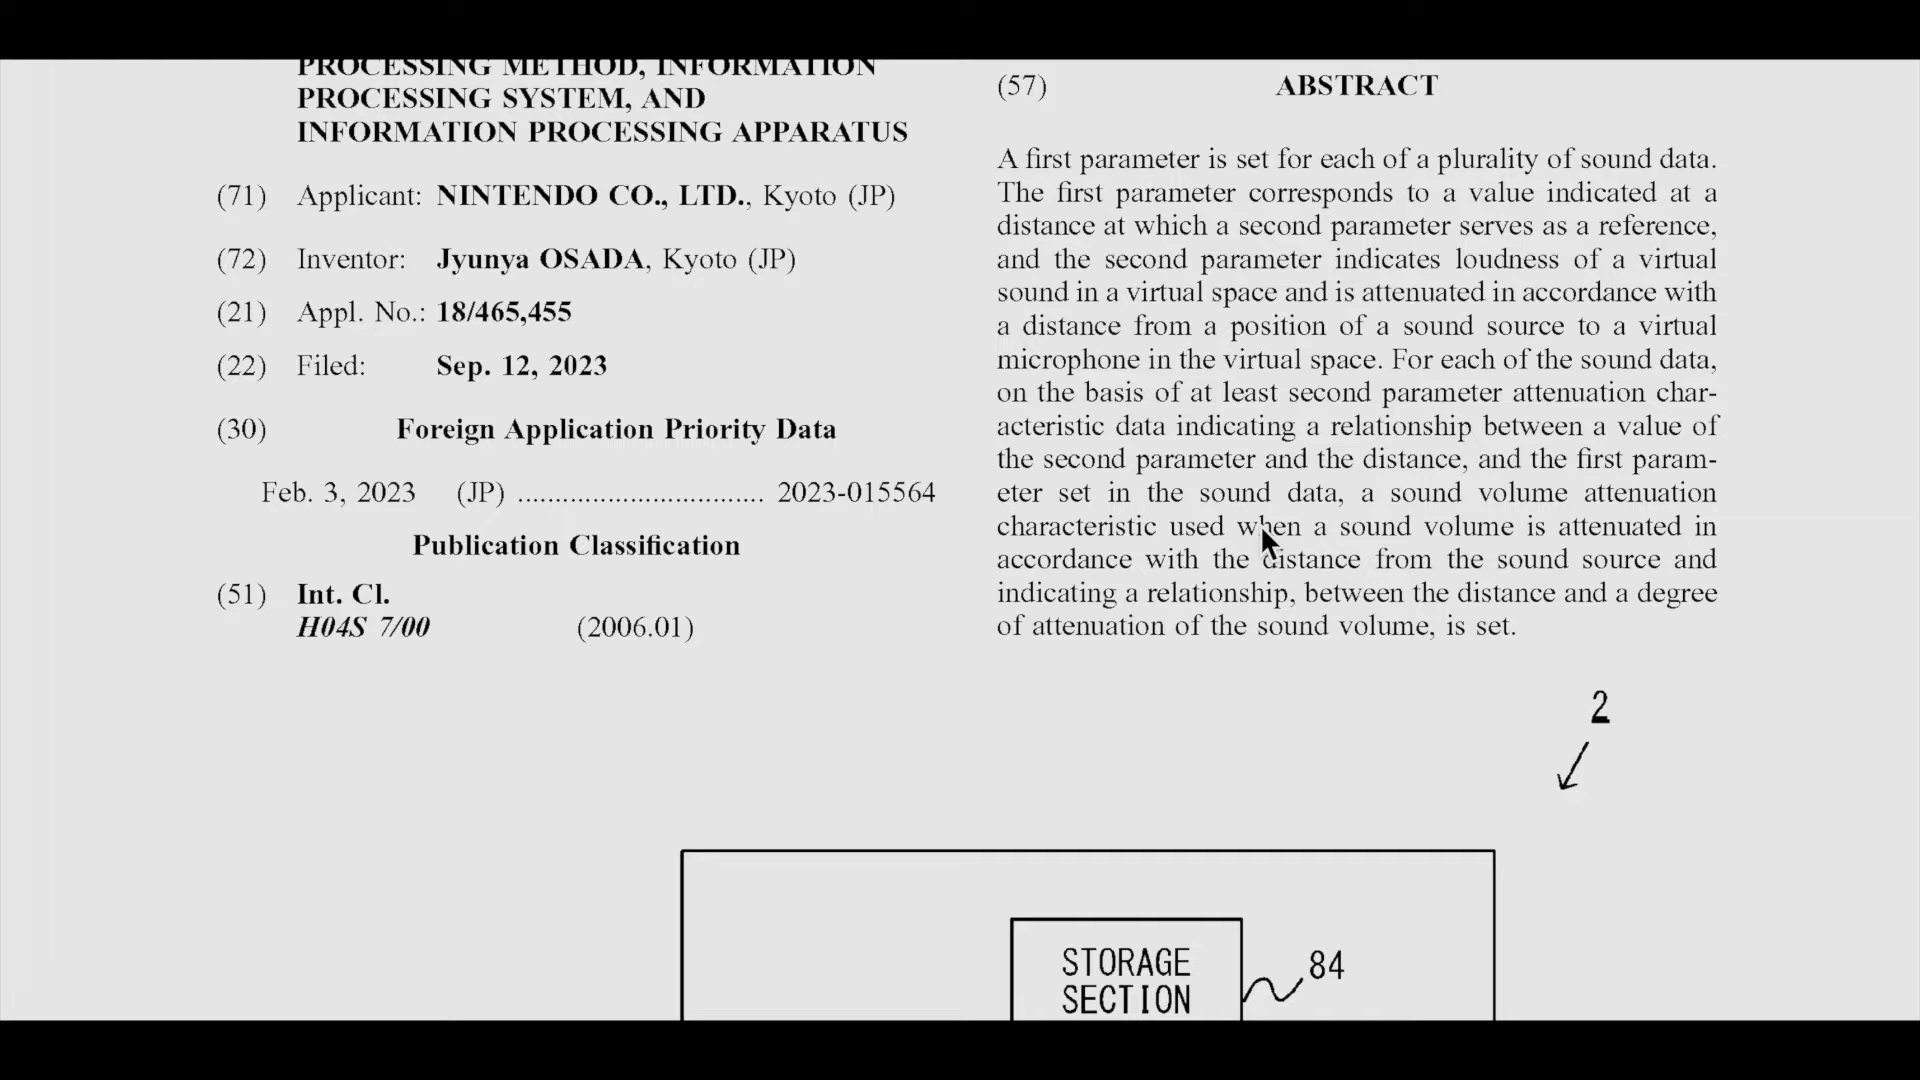 PROCESSING METHOD, INFORMATION
PROCESSING SYSTEM, AND
INFORMATION PROCESSING APPARATUS
(71) Applicant: NINTENDO CO., LTD., Kyoto (JP)
(72) Inventor: Jyunya OSADA, Kyoto (JP)
(21) Appl. No.: 18/465,455
(22) Filed: Sep. 12, 2023
(30) Foreign Application Priority Data
Feb. 3, 2023 (JP) ................................. 2023-015564
Publication Classification
(51) Int. Cl.
H04S 7/00 (2006.01)
(57) ABSTRACT
A first parameter is set for each of a plurality of sound data.
The first parameter corresponds to a value indicated at a
distance at which a second parameter serves as a reference,
and the second parameter indicates loudness of a virtual
sound in a virtual space and is attenuated in accordance with
a distance from a position of a sound source to a virtual
microphone in the virtual space. For each of the sound data,
on the basis of at least second parameter attenuation char-
acteristic data indicating a relationship between a value of
the second parameter and the distance, and the first param-
eter set in the sound data, a sound volume attenuation
characteristic used when a sound volume is attenuated in
accordance with the distance from the sound source and
indicating a relationship, between the distance and a degree
of attenuation of the sound volume, is set.
2
STORAGE
SECTION
84